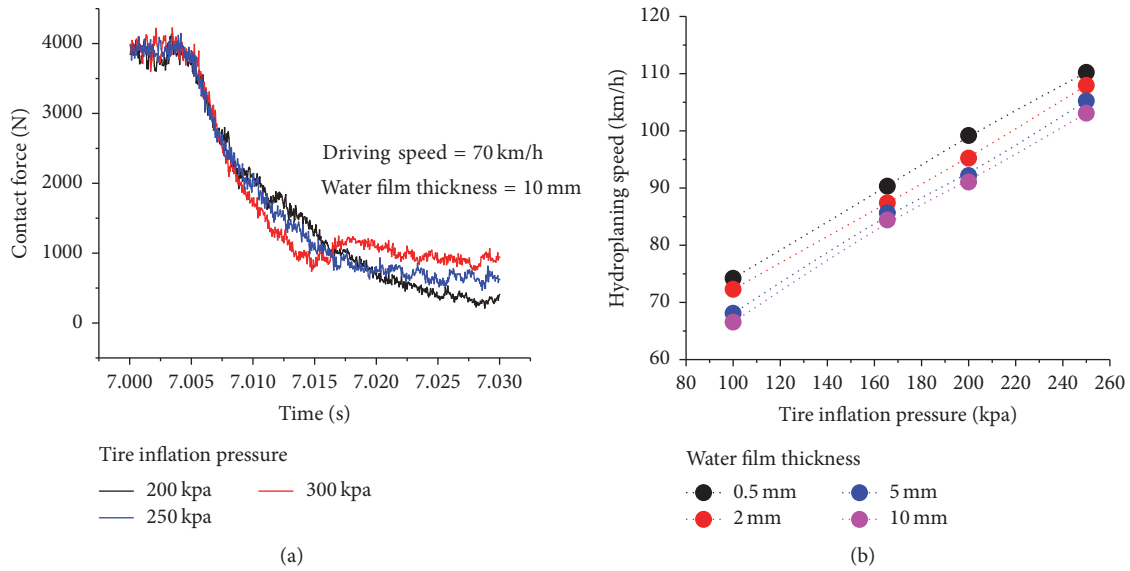 4000
3000
2000
1000
0
Contact force (N)
Driving speed = 70 km/h
Water film thickness = 10 mm
7.000 7.005 7.010 7.015 7.020 7.025 7.030
Time (s)
Tire inflation pressure
200 kpa 300 kpa
250 kpa
(a)
110
100
90
80
70
60
Hydroplaning speed (km/h)
80 100 120 140 160 180 200 220 240 260
Tire inflation pressure (kpa)
Water film thickness
0.5 mm 5 mm
2 mm 10 mm
(b)